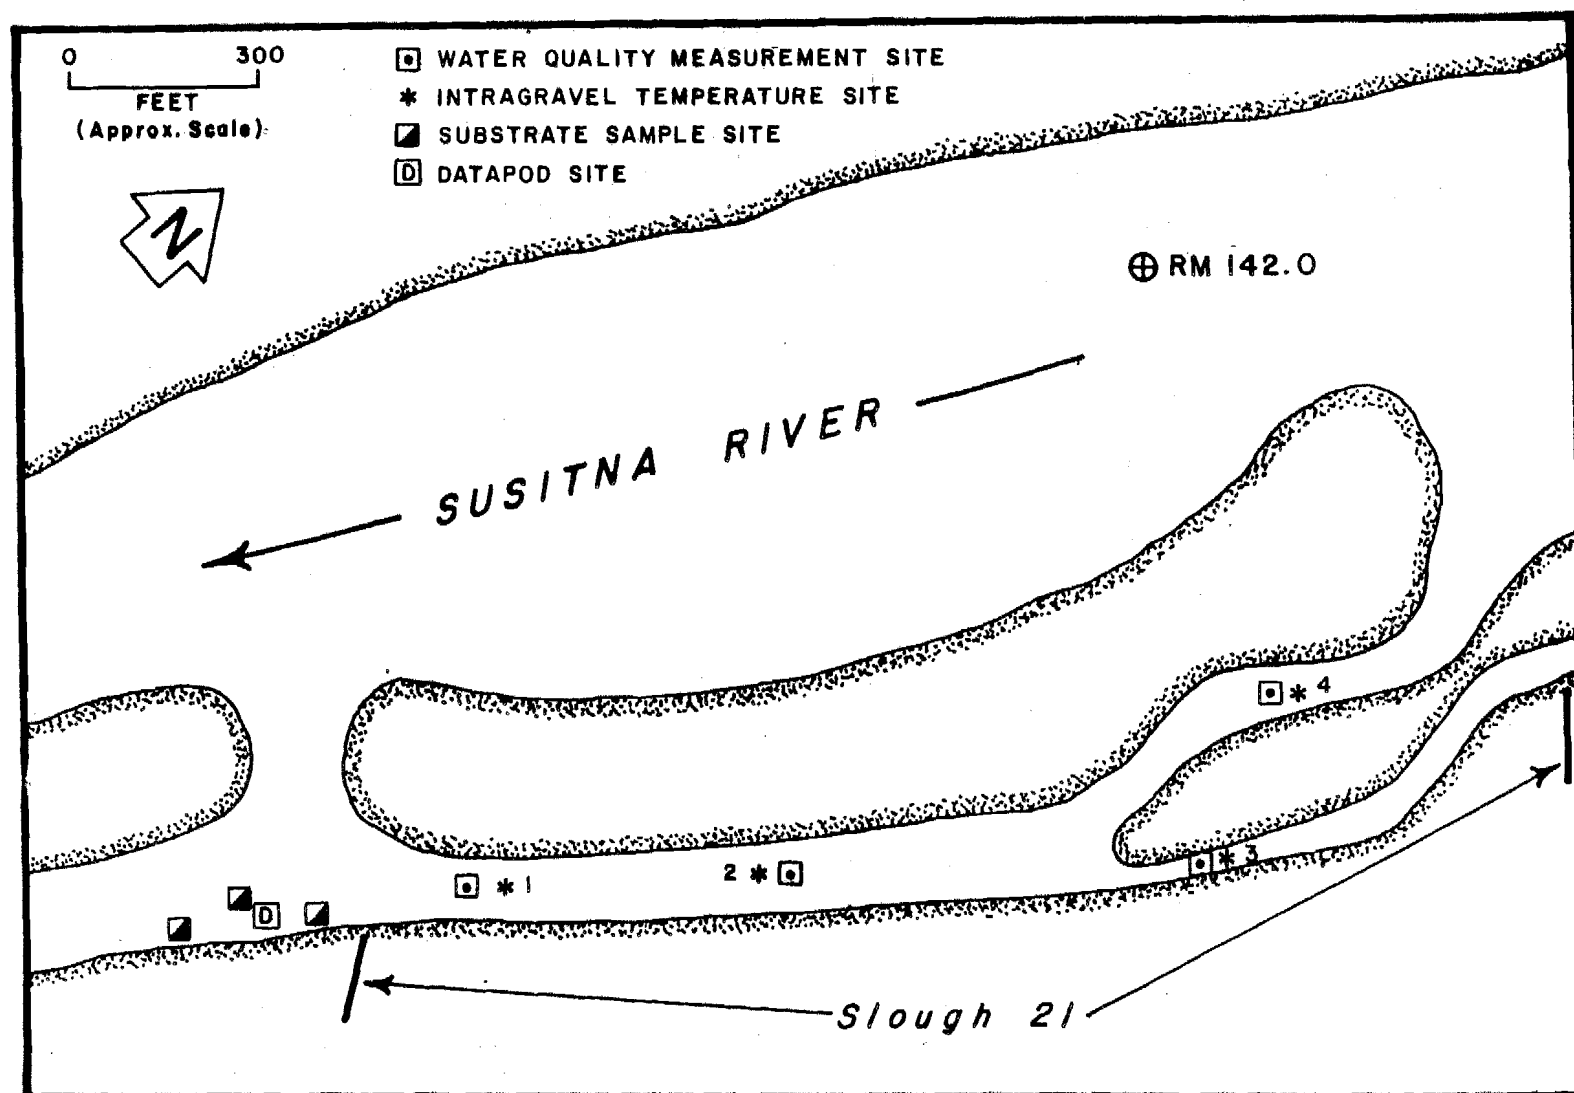 0 300
FEET
(Approx. Scale)
WATER QUALITY MEASUREMENT SITE
* INTRAGRAVEL TEMPERATURE SITE
SUBSTRATE SAMPLE SITE
D DATAPOD SITE
N
RM 142.0
SUSITNA RIVER
* 4
* 3
2 *
* 1
D
Slough 21